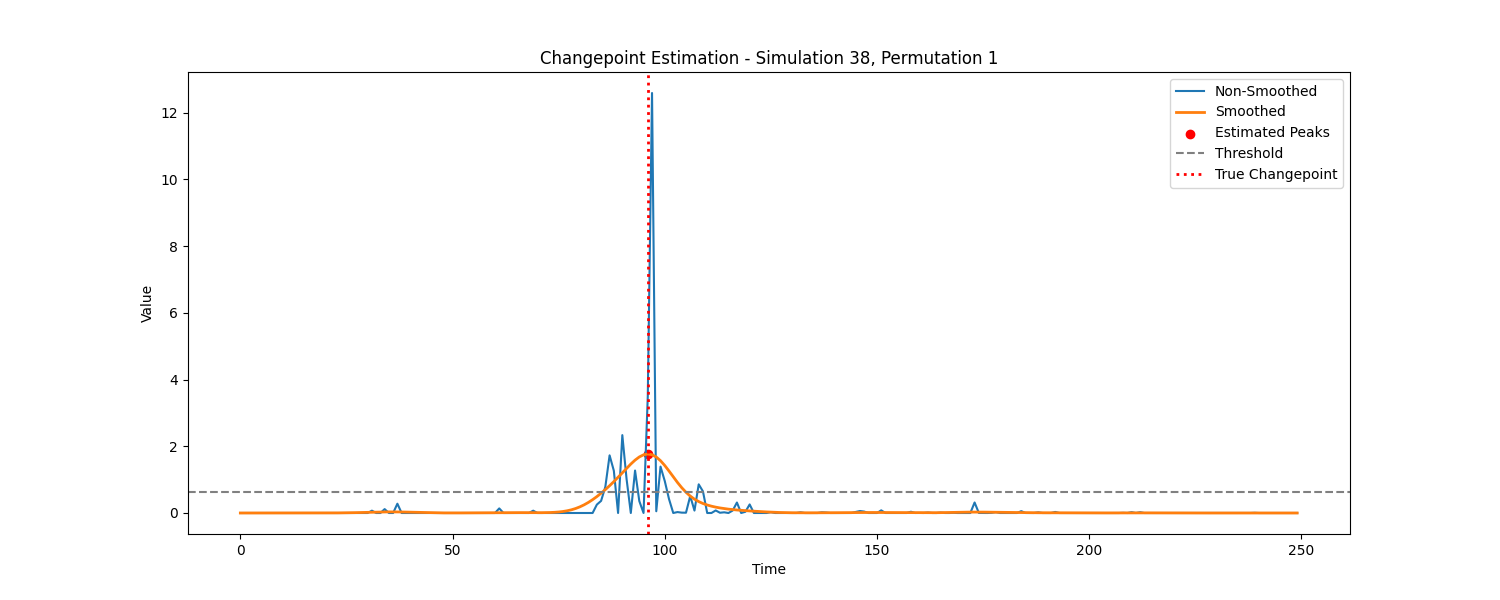 Changepoint Estimation - Simulation 38, Permutation 1
Non-Smoothed
Smoothed
Estimated Peaks
Threshold
True Changepoint
Value
12
10
8
6
4
2
0
0 50 100 150 200 250
Time